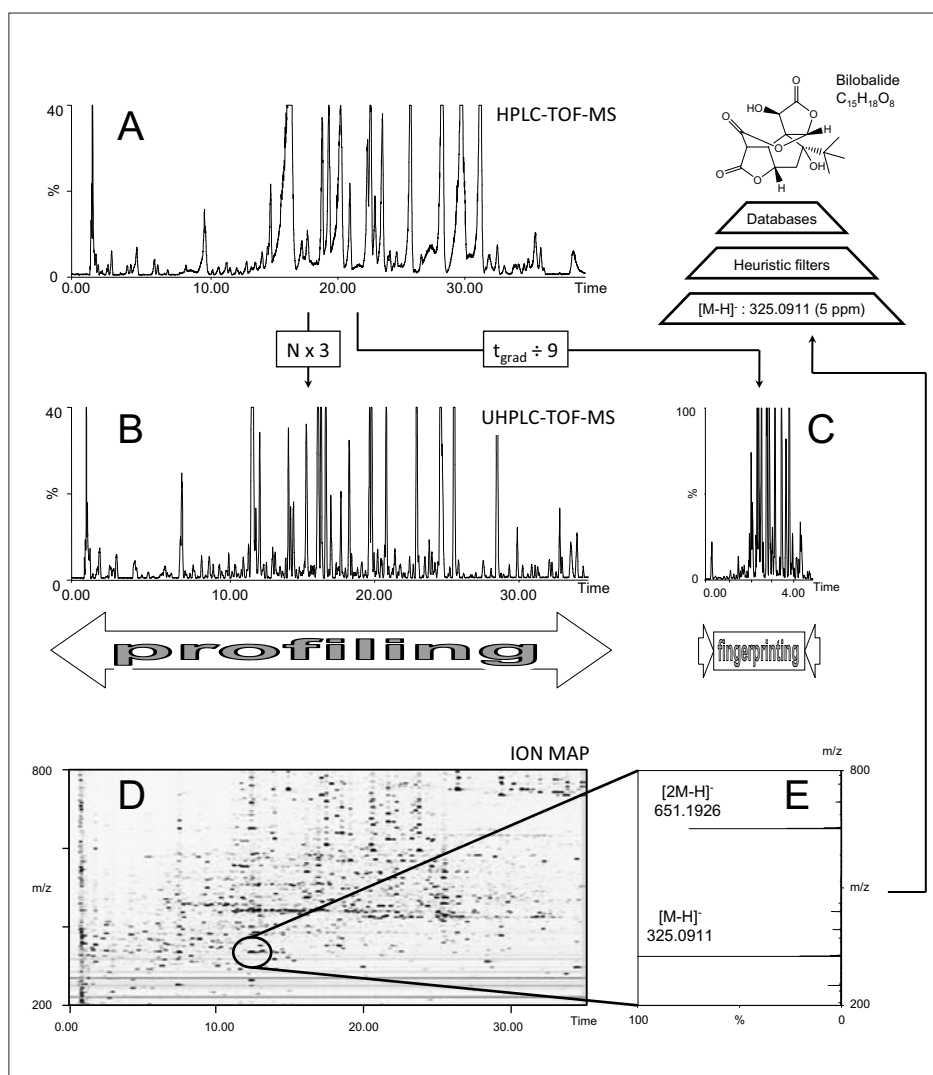 40
A
HPLC-TOF-MS
%
0
0.00 10.00 20.00 30.00
Time
O
HO
O
O
H
O
O
OH
O
H
Bilobalide
C₁₅H₁₈O₈
Databases
Heuristic filters
[M-H]⁻ : 325.0911 (5 ppm)
N x 3
t_grad ÷ 9
40
B
UHPLC-TOF-MS
%
0
0.00 10.00 20.00 30.00
Time
100
C
%
0
0.00 4.00
Time
profiling
fingerprinting
ION MAP
800
D
m/z
200
0.00 10.00 20.00 30.00
Time
m/z
800
E
[2M-H]⁻
651.1926
m/z
[M-H]⁻
325.0911
200
100 % 0